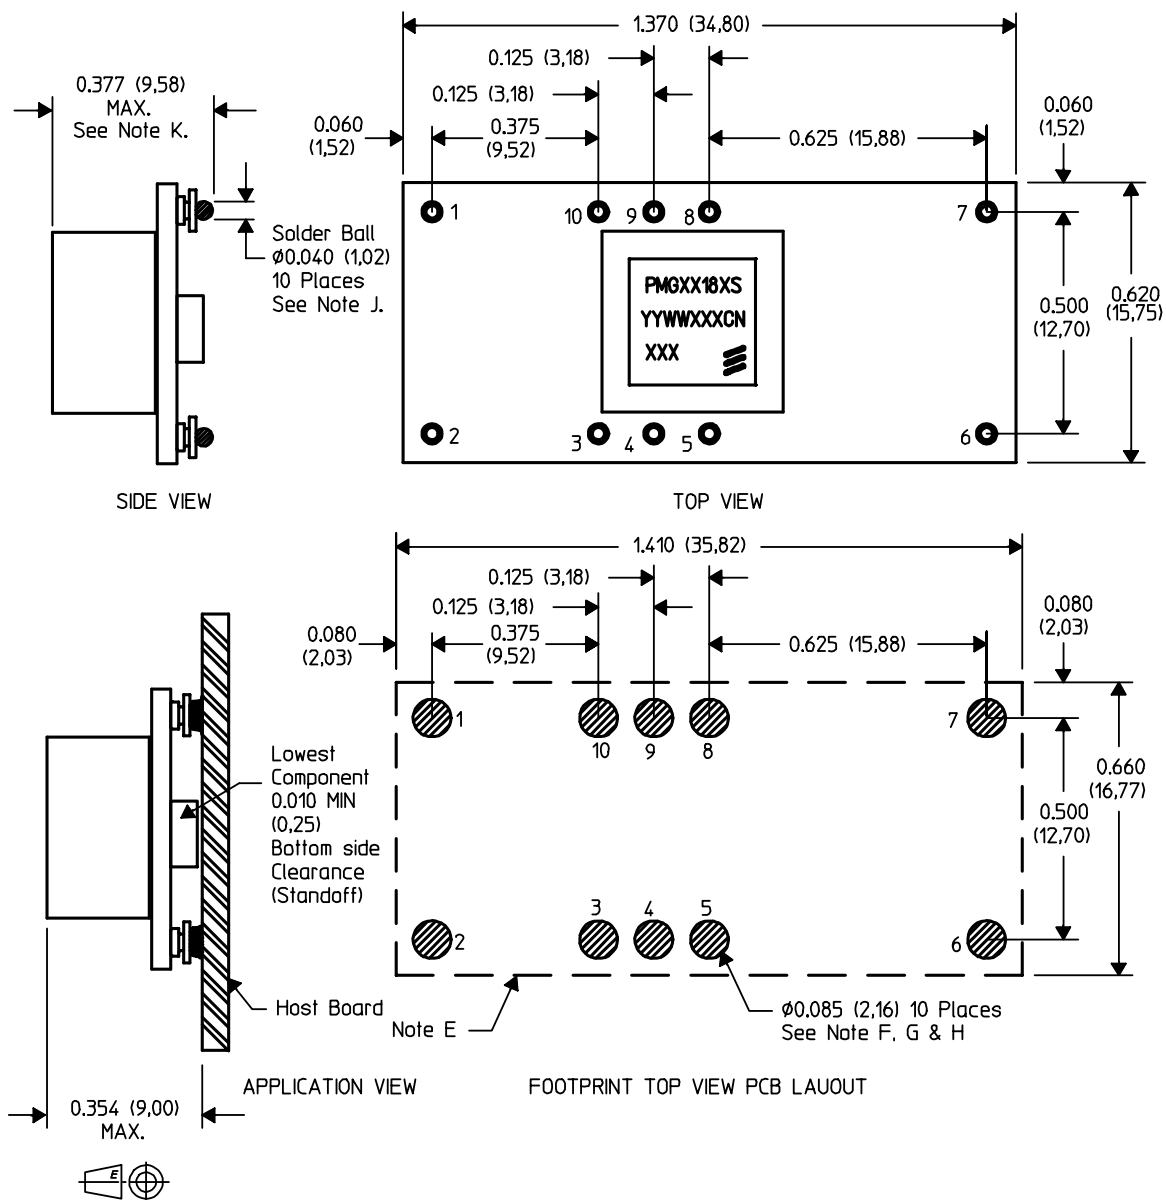 1.370 (34,80)
0.125 (3,18)
0.125 (3,18)
0.377 (9,58)
MAX.
See Note K.
0.060
(1,52)
0.375
(9,52)
0.625 (15,88)
0.060
(1,52)
Solder Ball
Ø0.040 (1,02)
10 Places
See Note J.
1
10
9
8
7
PMGXX18XS
YYWWXXXCN
XXX
0.500
(12,70)
0.620
(15,75)
2
3
4
5
6
SIDE VIEW
TOP VIEW
1.410 (35,82)
0.125 (3,18)
0.125 (3,18)
0.080
(2,03)
0.375
(9,52)
0.625 (15,88)
0.080
(2,03)
1
10
9
8
7
Lowest
Component
0.010 MIN
(0,25)
Bottom side
Clearance
(Standoff)
0.660
(16,77)
0.500
(12,70)
2
3
4
5
6
Host Board
Note E
Ø0.085 (2,16) 10 Places
See Note F, G & H
APPLICATION VIEW
FOOTPRINT TOP VIEW PCB LAUOUT
0.354 (9,00)
MAX.
E